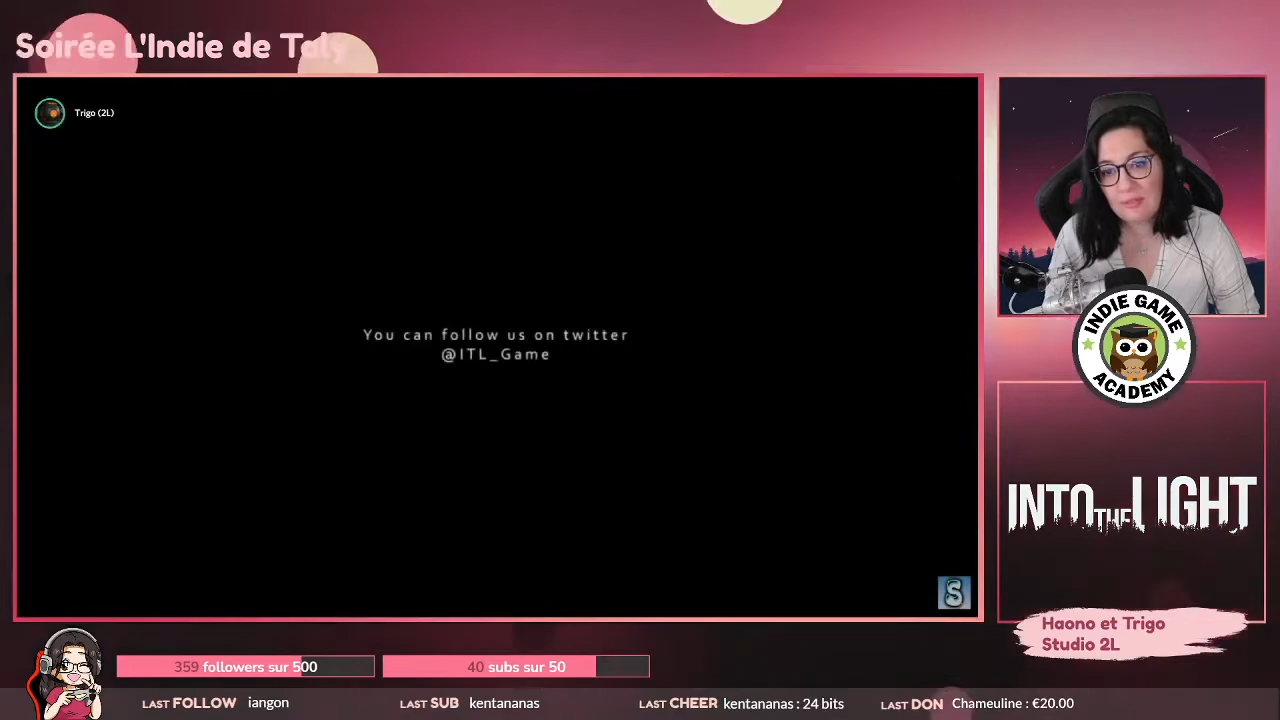 Soirée L'Indie de Taly
Trigo (2L)
You can follow us on twitter
@ITL_Game
S
INDIE GAME
ACADEMY
INTO THE LIGHT
Haono et Trigo
Studio 2L
359 followers sur 500
40 subs sur 50
LAST FOLLOW iangon
LAST SUB kentananas
LAST CHEER kentananas : 24 bits
LAST DON Chameuline : €20.00